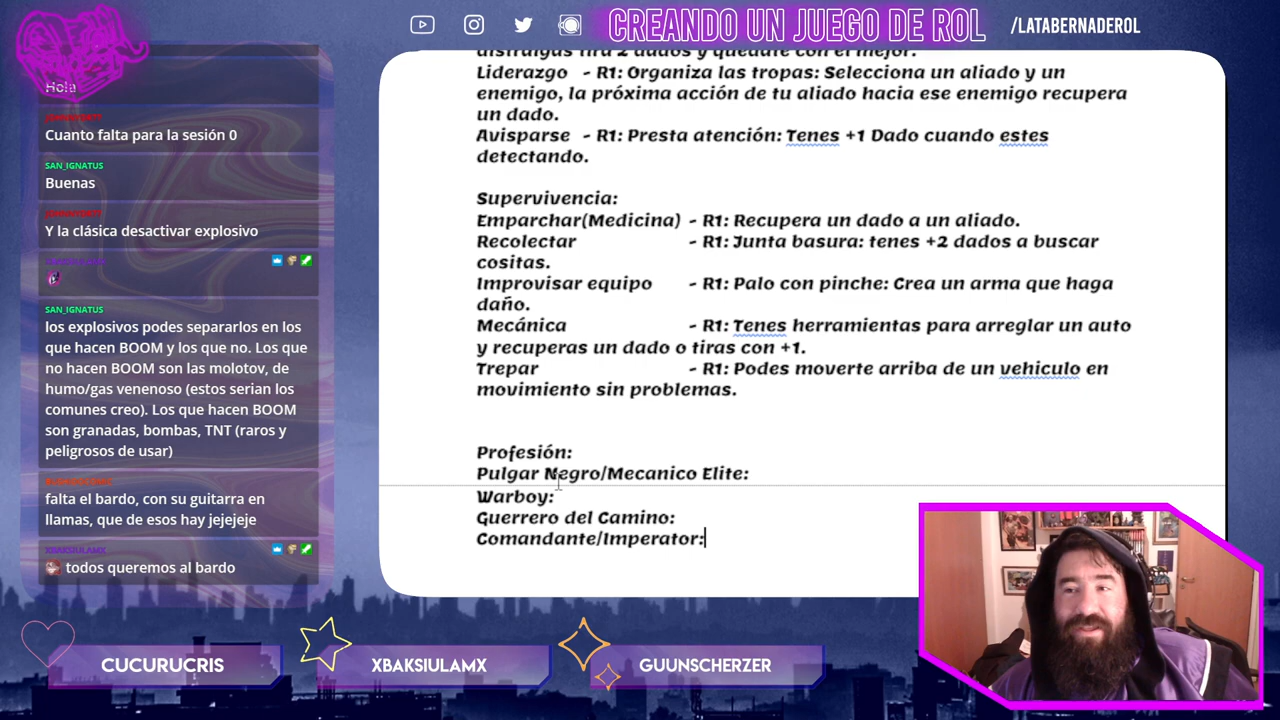 CREANDO UN JUEGO DE ROL
/LATABERNADEROL
Hola
Cuanto falta para la sesión 0
SAN_IGNATUS
Buenas
Y la clásica desactivar explosivo
SAN_IGNATUS
los explosivos podes separarlos en los
que hacen BOOM y los que no. Los que
no hacen BOOM son las molotov, de
humo/gas venenoso (estos serian los
comunes creo). Los que hacen BOOM
son granadas, bombas, TNT (raros y
peligrosos de usar)
falta el bardo, con su guitarra en
llamas, que de esos hay jejejeje
XBAKSIULAMX
todos queremos al bardo
distraigas tira 2 dados y quedate con el mejor.
Liderazgo - R1: Organiza las tropas: Selecciona un aliado y un
enemigo, la próxima acción de tu aliado hacia ese enemigo recupera
un dado.
Avisparse - R1: Presta atención: Tenes +1 Dado cuando estes
detectando.
Supervivencia:
Emparchar(Medicina) - R1: Recupera un dado a un aliado.
Recolectar - R1: Junta basura: tenes +2 dados a buscar
cositas.
Improvisar equipo - R1: Palo con pinche: Crea un arma que haga
daño.
Mecánica - R1: Tenes herramientas para arreglar un auto
y recuperas un dado o tiras con +1.
Trepar - R1: Podes moverte arriba de un vehiculo en
movimiento sin problemas.
Profesión:
Pulgar Negro/Mecanico Elite:
Warboy:
Guerrero del Camino:
Comandante/Imperator:
CUCURUCRIS
XBAKSIULAMX
GUUNSCHERZER